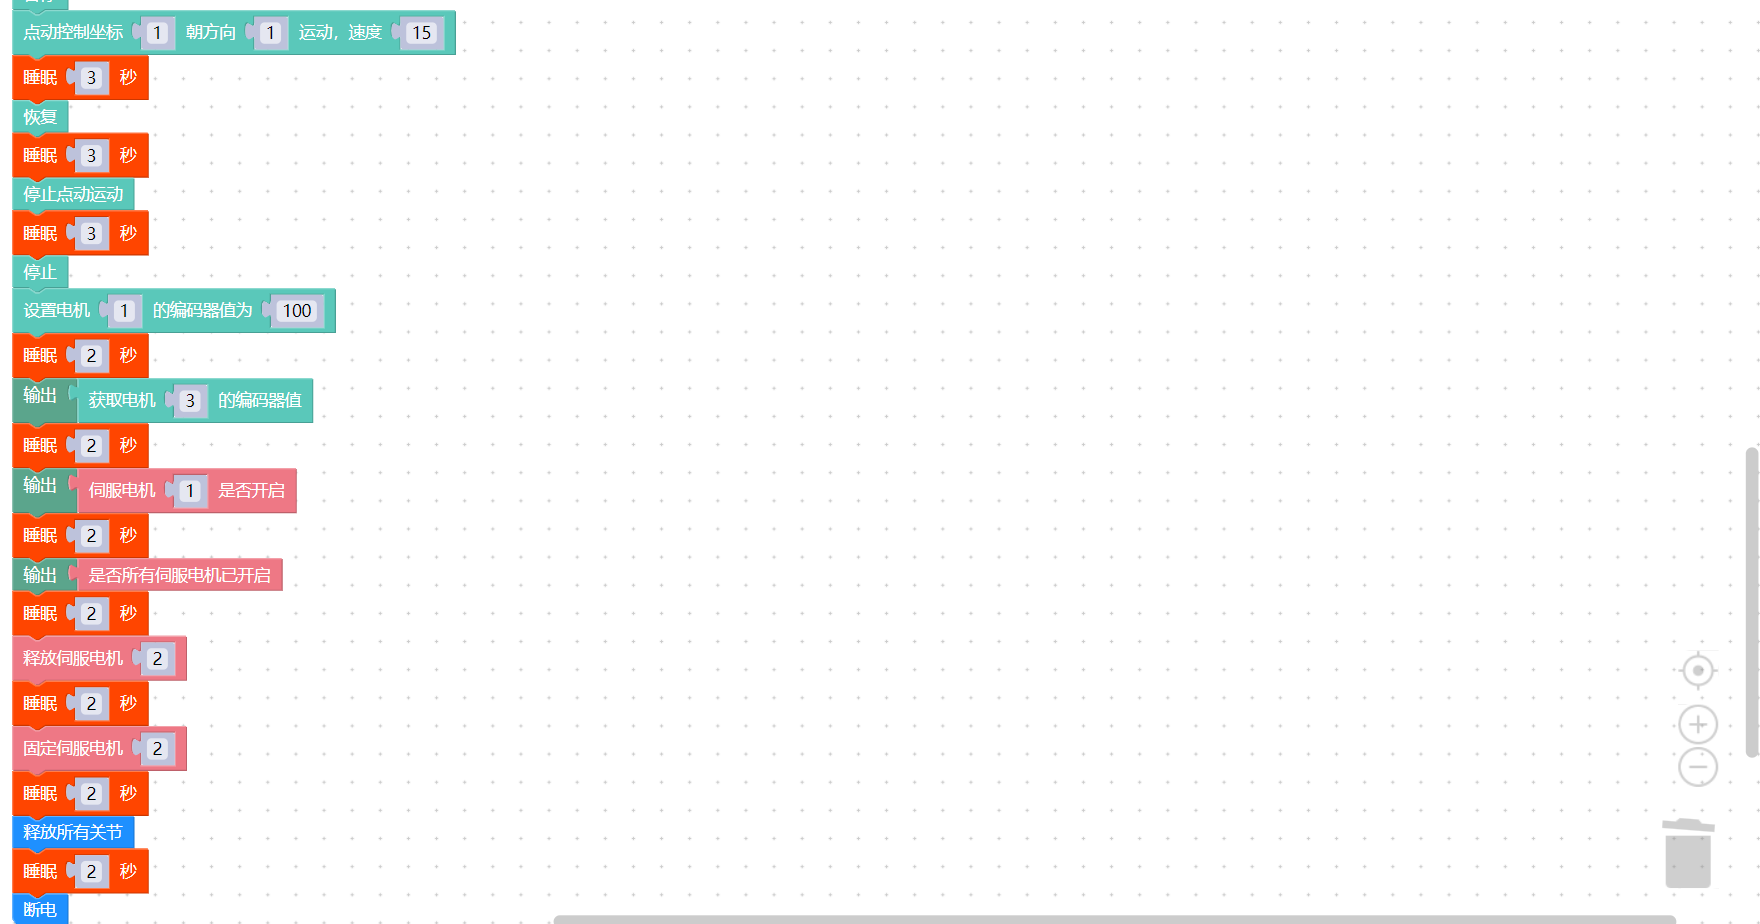 点动控制坐标 1 朝方向 1 运动，速度 15
睡眠 3 秒
恢复
睡眠 3 秒
停止点动运动
睡眠 3 秒
停止
设置电机 1 的编码器值为 100
睡眠 2 秒
输出 获取电机 3 的编码器值
睡眠 2 秒
输出 伺服电机 1 是否开启
睡眠 2 秒
输出 是否所有伺服电机已开启
睡眠 2 秒
释放伺服电机 2
睡眠 2 秒
固定伺服电机 2
睡眠 2 秒
释放所有关节
睡眠 2 秒
断电